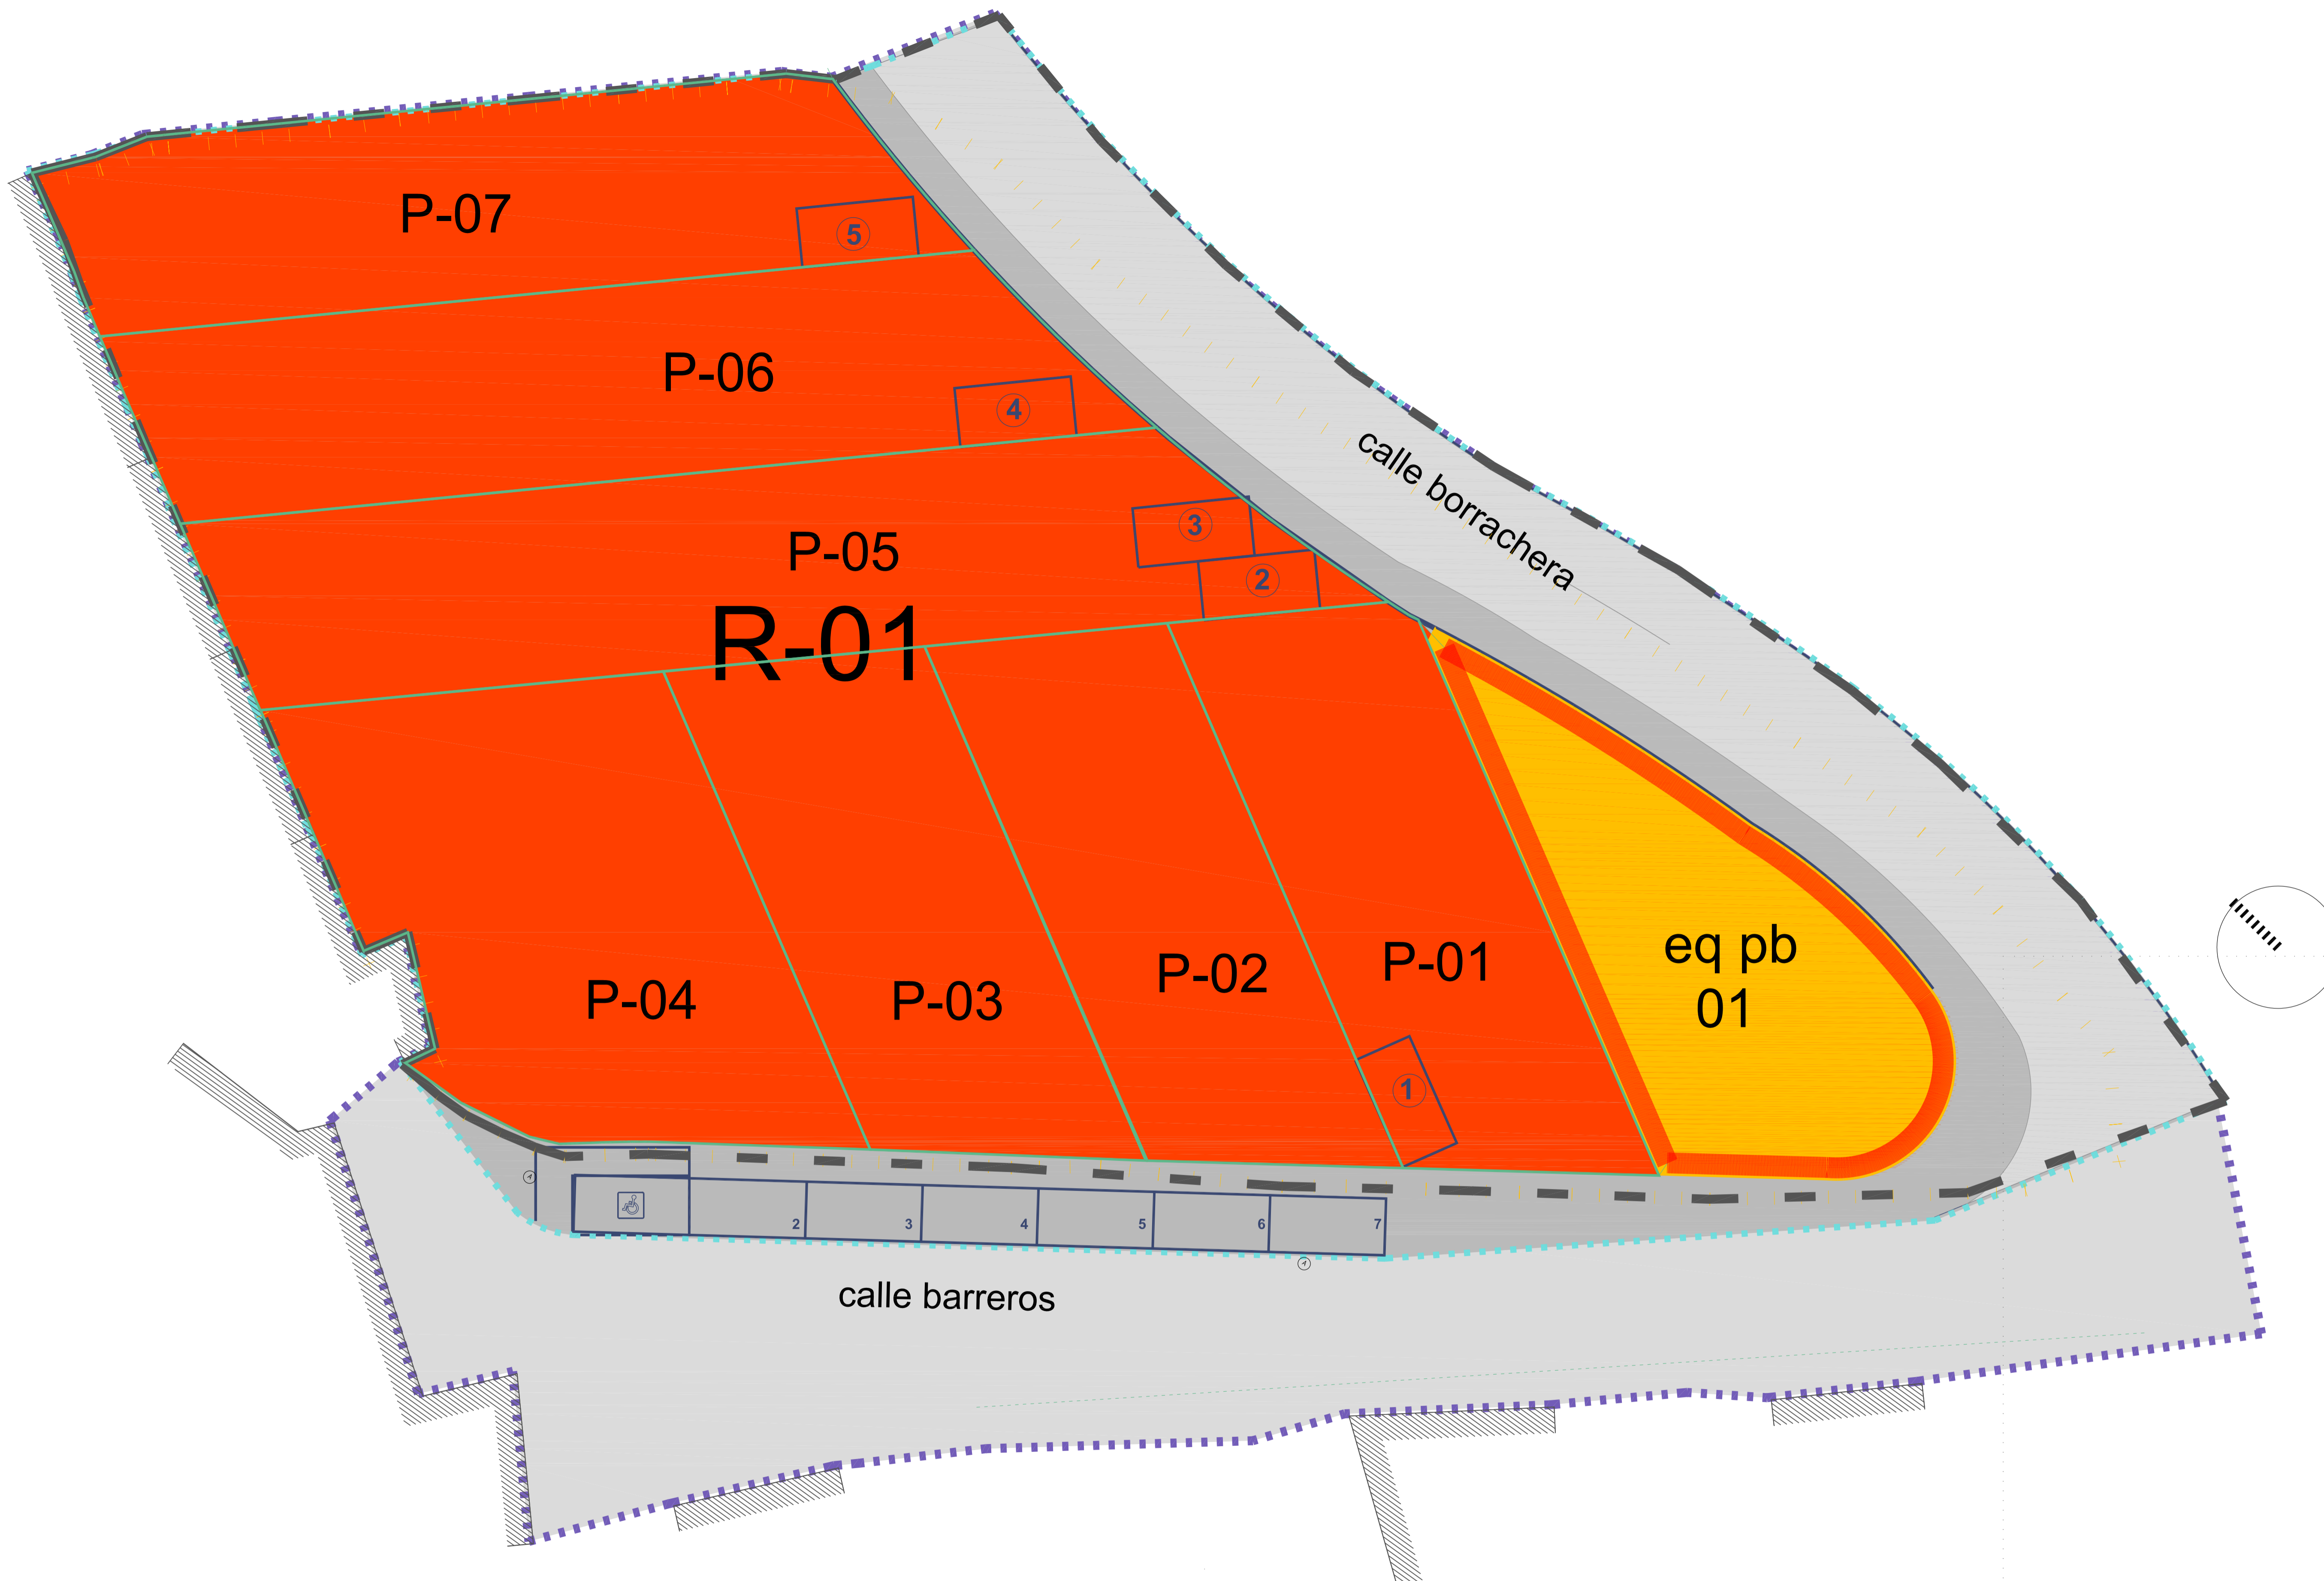 P-07
5
P-06
4
calle borrachera
P-05
3
2
R-01
P-04
P-03
P-02
P-01
eq pb
01
1
2
3
4
5
6
7
calle barreros